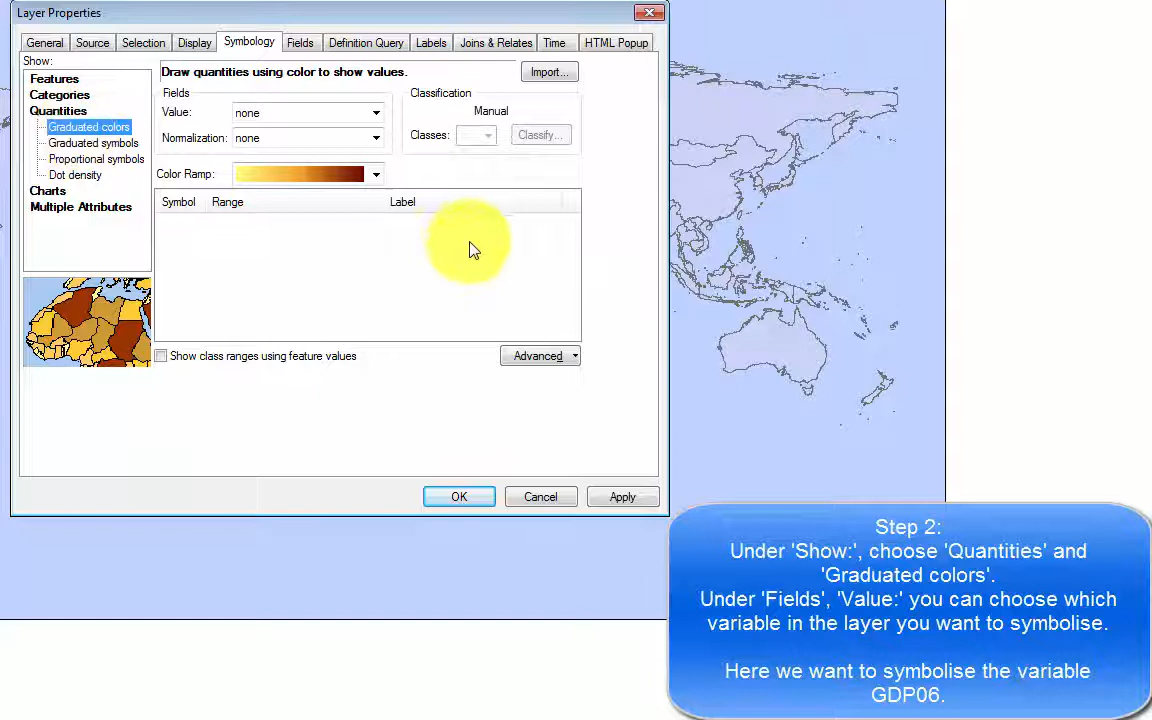 Layer Properties
General Source Selection Display Symbology Fields Definition Query Labels Joins & Relates Time HTML Popup
Show:
Features
Categories
Quantities
Graduated colors
Graduated symbols
Proportional symbols
Dot density
Charts
Multiple Attributes
Draw quantities using color to show values.
Import...
Fields
Value: none
Normalization: none
Classification
Manual
Classes:
Classify...
Color Ramp:
Symbol Range Label
Show class ranges using feature values
Advanced
OK Cancel Apply
Step 2:
Under 'Show:', choose 'Quantities' and
'Graduated colors'.
Under 'Fields', 'Value:' you can choose which
variable in the layer you want to symbolise.
Here we want to symbolise the variable
GDP06.